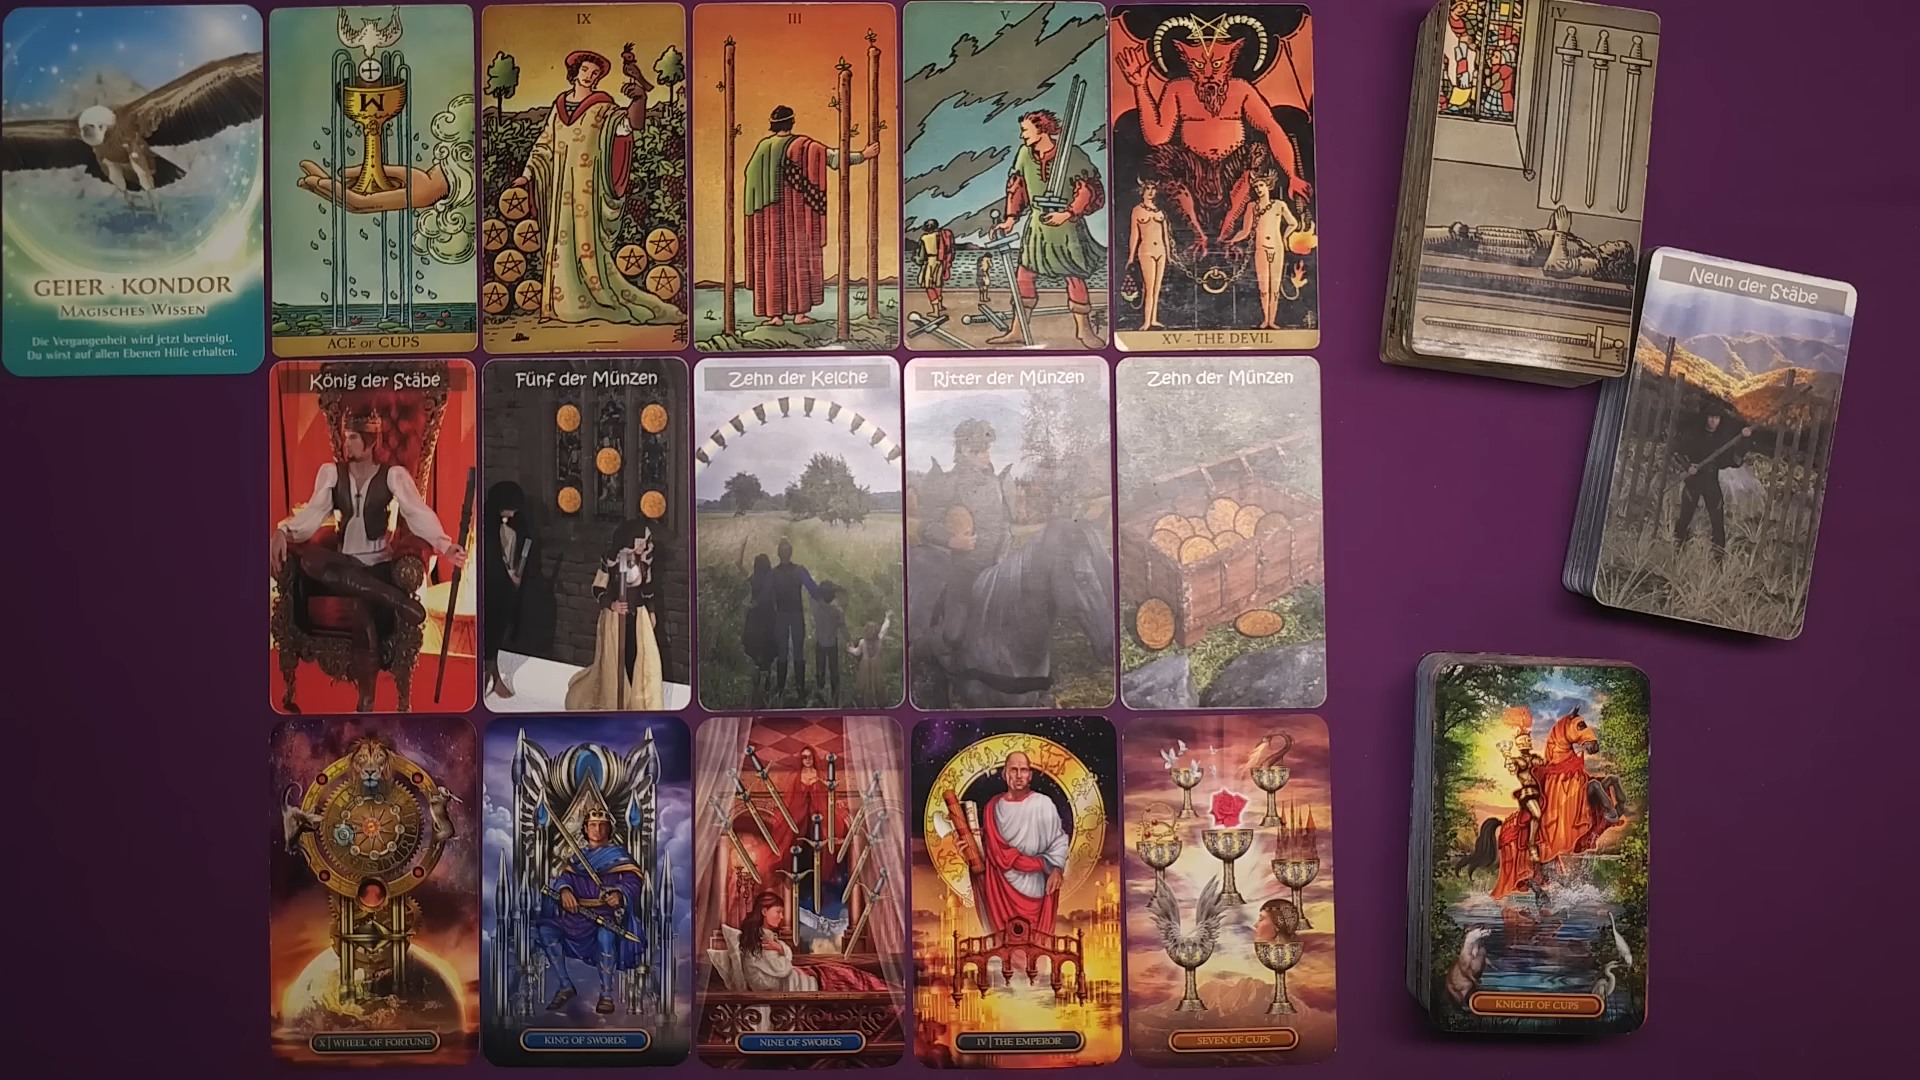 GEIER · KONDOR
MAGISCHES WISSEN
Die Vergangenheit wird jetzt bereinigt.
Du wirst auf allen Ebenen Hilfe erhalten.
ACE OF CUPS
IX
III
V
XV - THE DEVIL
IV
König der Stäbe
Fünf der Münzen
Zehn der Kelche
Ritter der Münzen
Zehn der Münzen
Neun der Stäbe
X | WHEEL OF FORTUNE
KING OF SWORDS
NINE OF SWORDS
IV | THE EMPEROR
SEVEN OF CUPS
KNIGHT OF CUPS